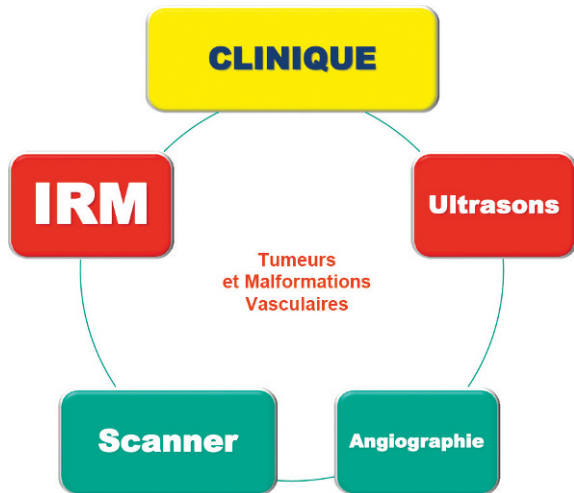 CLINIQUE
IRM
Ultrasons
Tumeurs
et Malformations
Vasculaires
Scanner
Angiographie